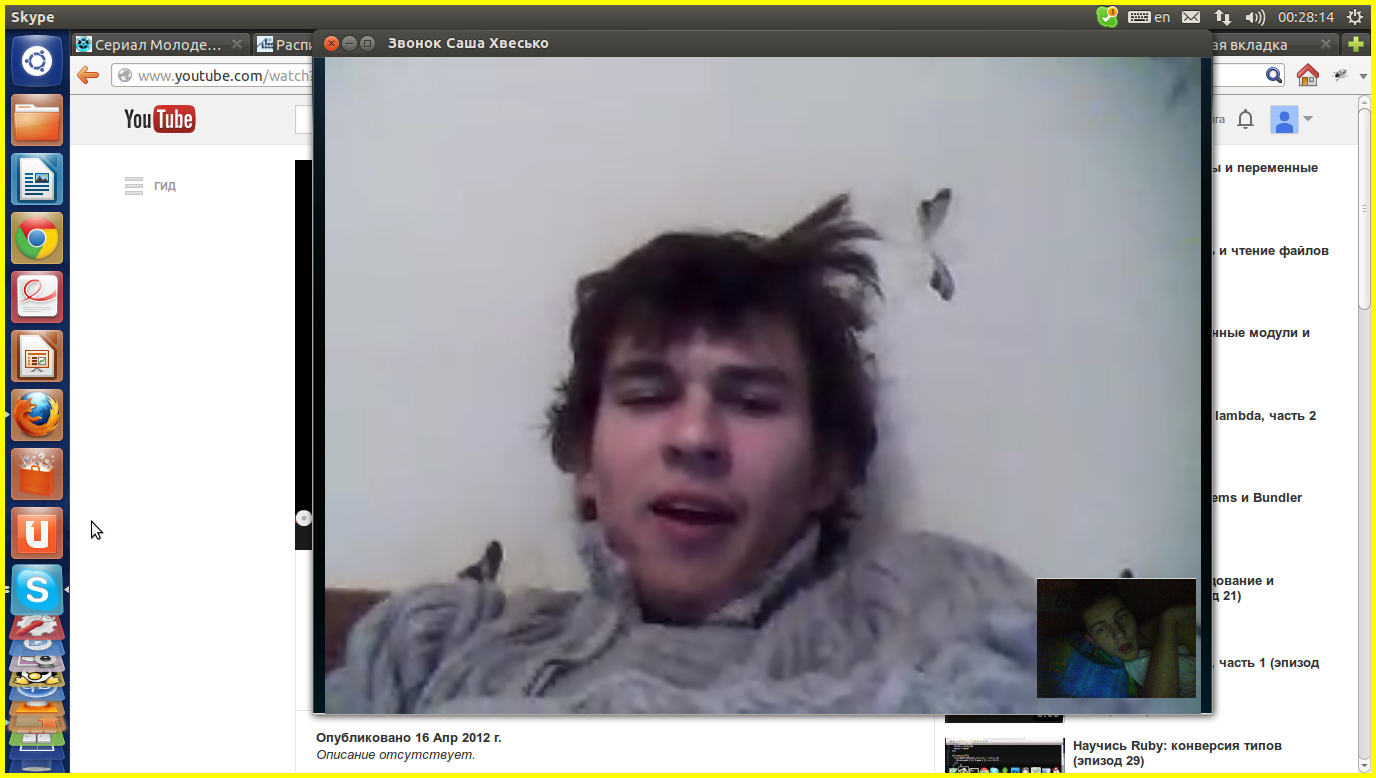 Skype
en
00:28:14
Сериал Молоде...
Распи
Звонок Саша Хвесько
ая вкладка
www.youtube.com/watch?
YouTube
ГИД
ы и переменные
и чтение файлов
нные модули и
lambda, часть 2
ems и Bundler
дование и
д 21)
, часть 1 (эпизод
Опубликовано 16 Апр 2012 г.
Описание отсутствует.
Научись Ruby: конверсия типов
(эпизод 29)